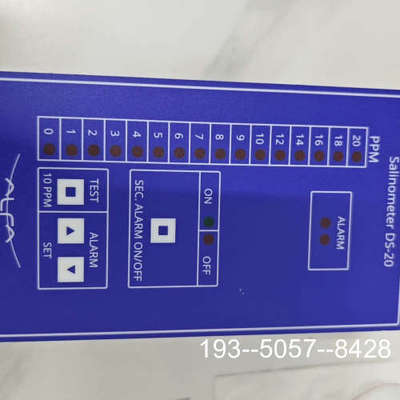 Salinometer DS-20
PPM
0 1 2 3 4 5 6 7 8 9 10 12 14 16 18 20
TEST
10 PPM
ALARM
SET
SEC. ALARM ON/OFF
ON
OFF
ALARM
ALFA
193--5057--8428